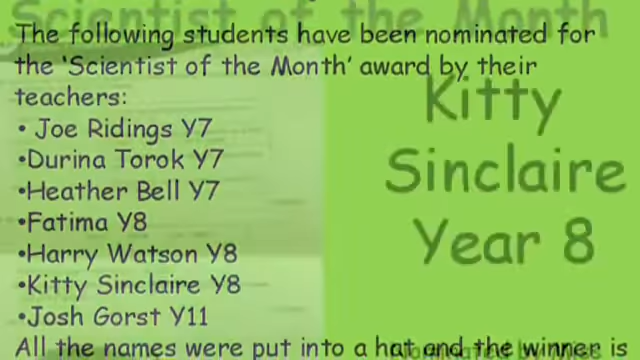 Scientist of the Month
The following students have been nominated for
the ‘Scientist of the Month’ award by their
teachers:
• Joe Ridings Y7
•Durina Torok Y7
•Heather Bell Y7
•Fatima Y8
•Harry Watson Y8
•Kitty Sinclaire Y8
•Josh Gorst Y11
All the names were put into a hat and the winner is
Kitty
Sinclaire
Year 8
Nominated by